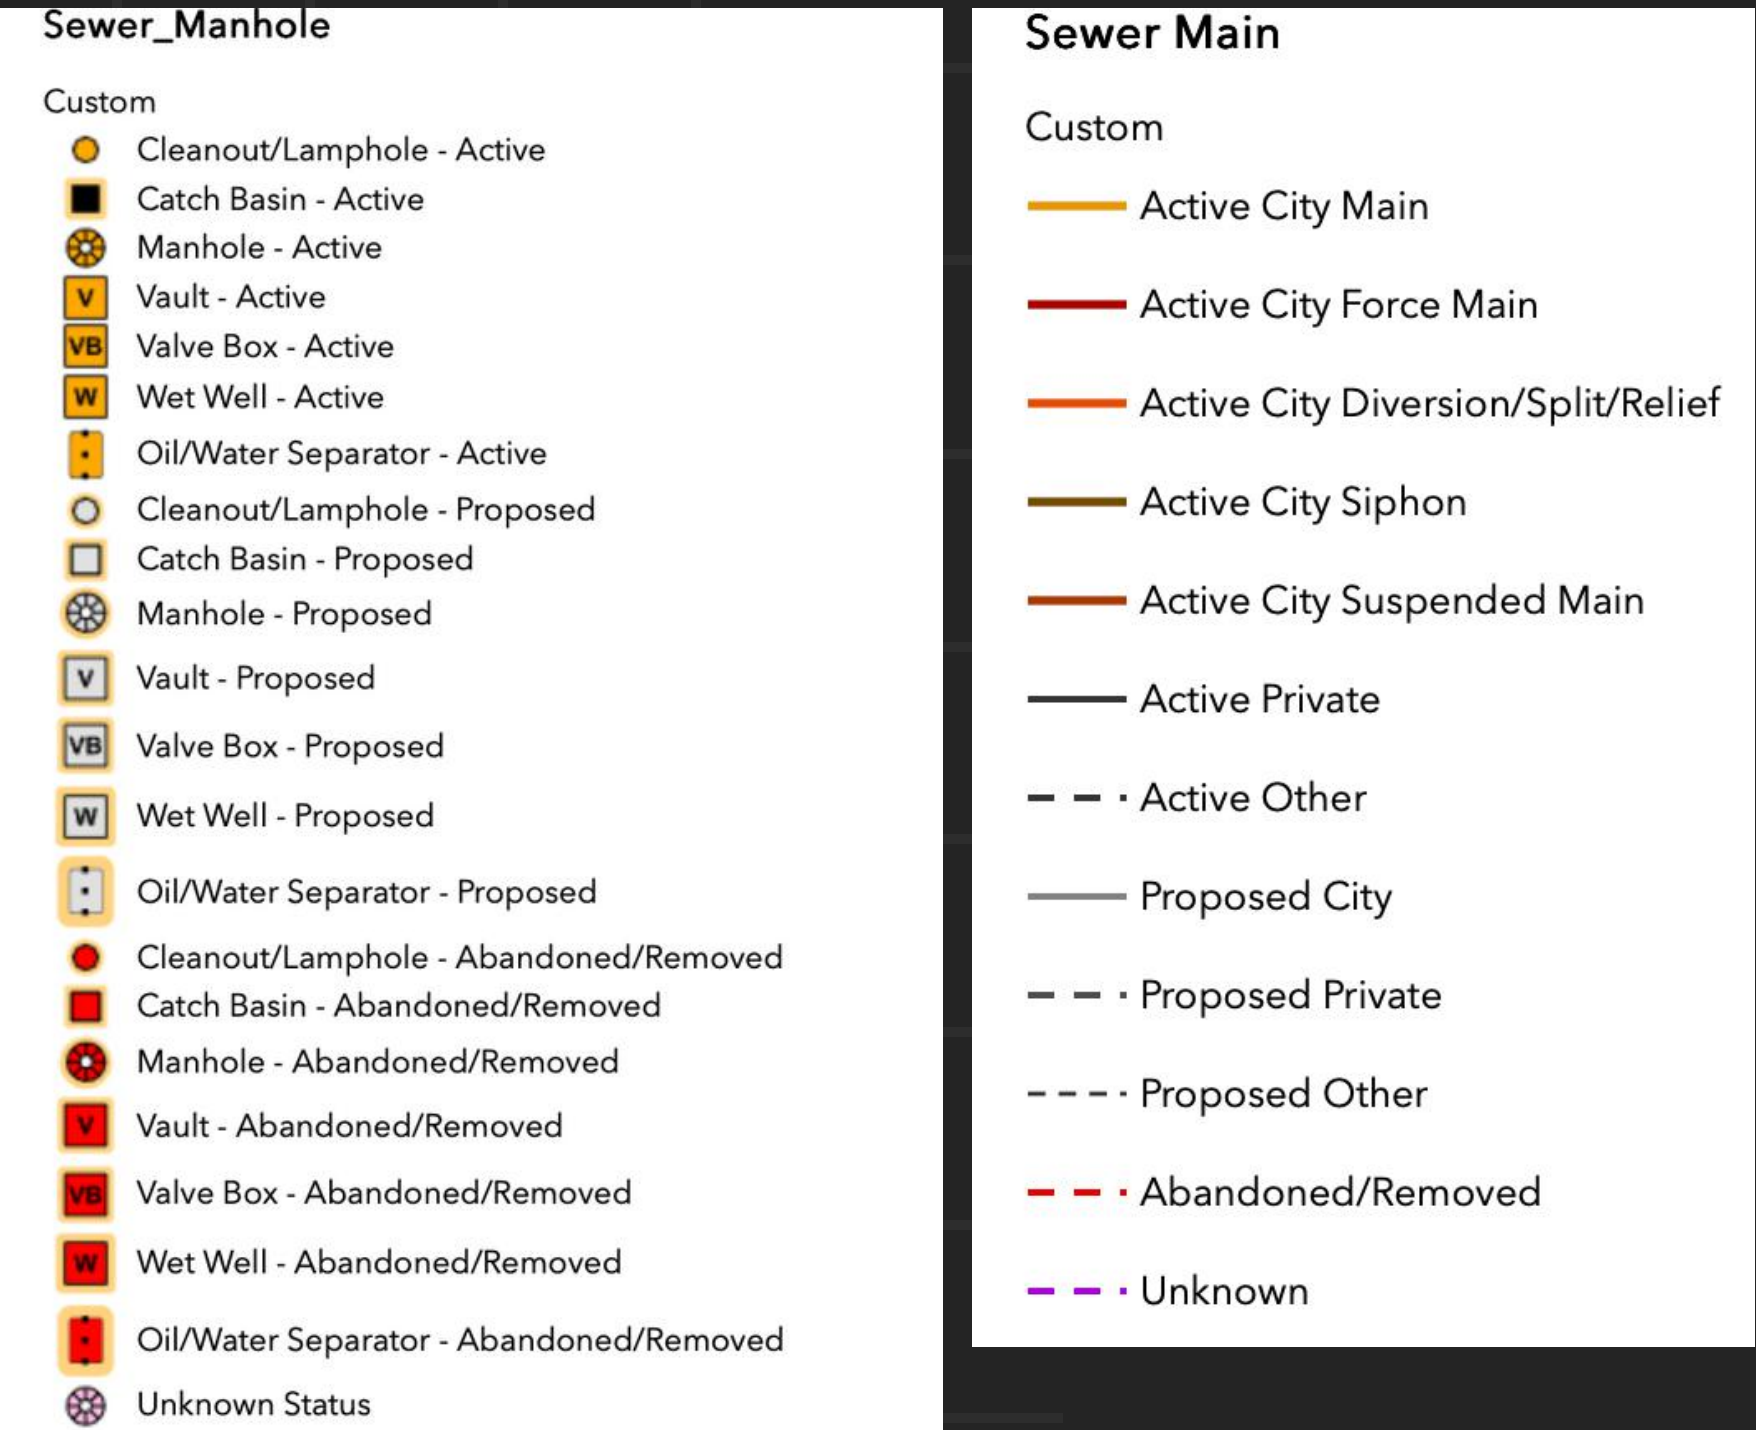 Sewer_Manhole
Custom
Cleanout/Lamphole - Active
Catch Basin - Active
Manhole - Active
V Vault - Active
VB Valve Box - Active
W Wet Well - Active
Oil/Water Separator - Active
Cleanout/Lamphole - Proposed
Catch Basin - Proposed
Manhole - Proposed
V Vault - Proposed
VB Valve Box - Proposed
W Wet Well - Proposed
Oil/Water Separator - Proposed
Cleanout/Lamphole - Abandoned/Removed
Catch Basin - Abandoned/Removed
Manhole - Abandoned/Removed
V Vault - Abandoned/Removed
VB Valve Box - Abandoned/Removed
W Wet Well - Abandoned/Removed
Oil/Water Separator - Abandoned/Removed
Unknown Status
Sewer Main
Custom
Active City Main
Active City Force Main
Active City Diversion/Split/Relief
Active City Siphon
Active City Suspended Main
Active Private
Active Other
Proposed City
Proposed Private
Proposed Other
Abandoned/Removed
Unknown